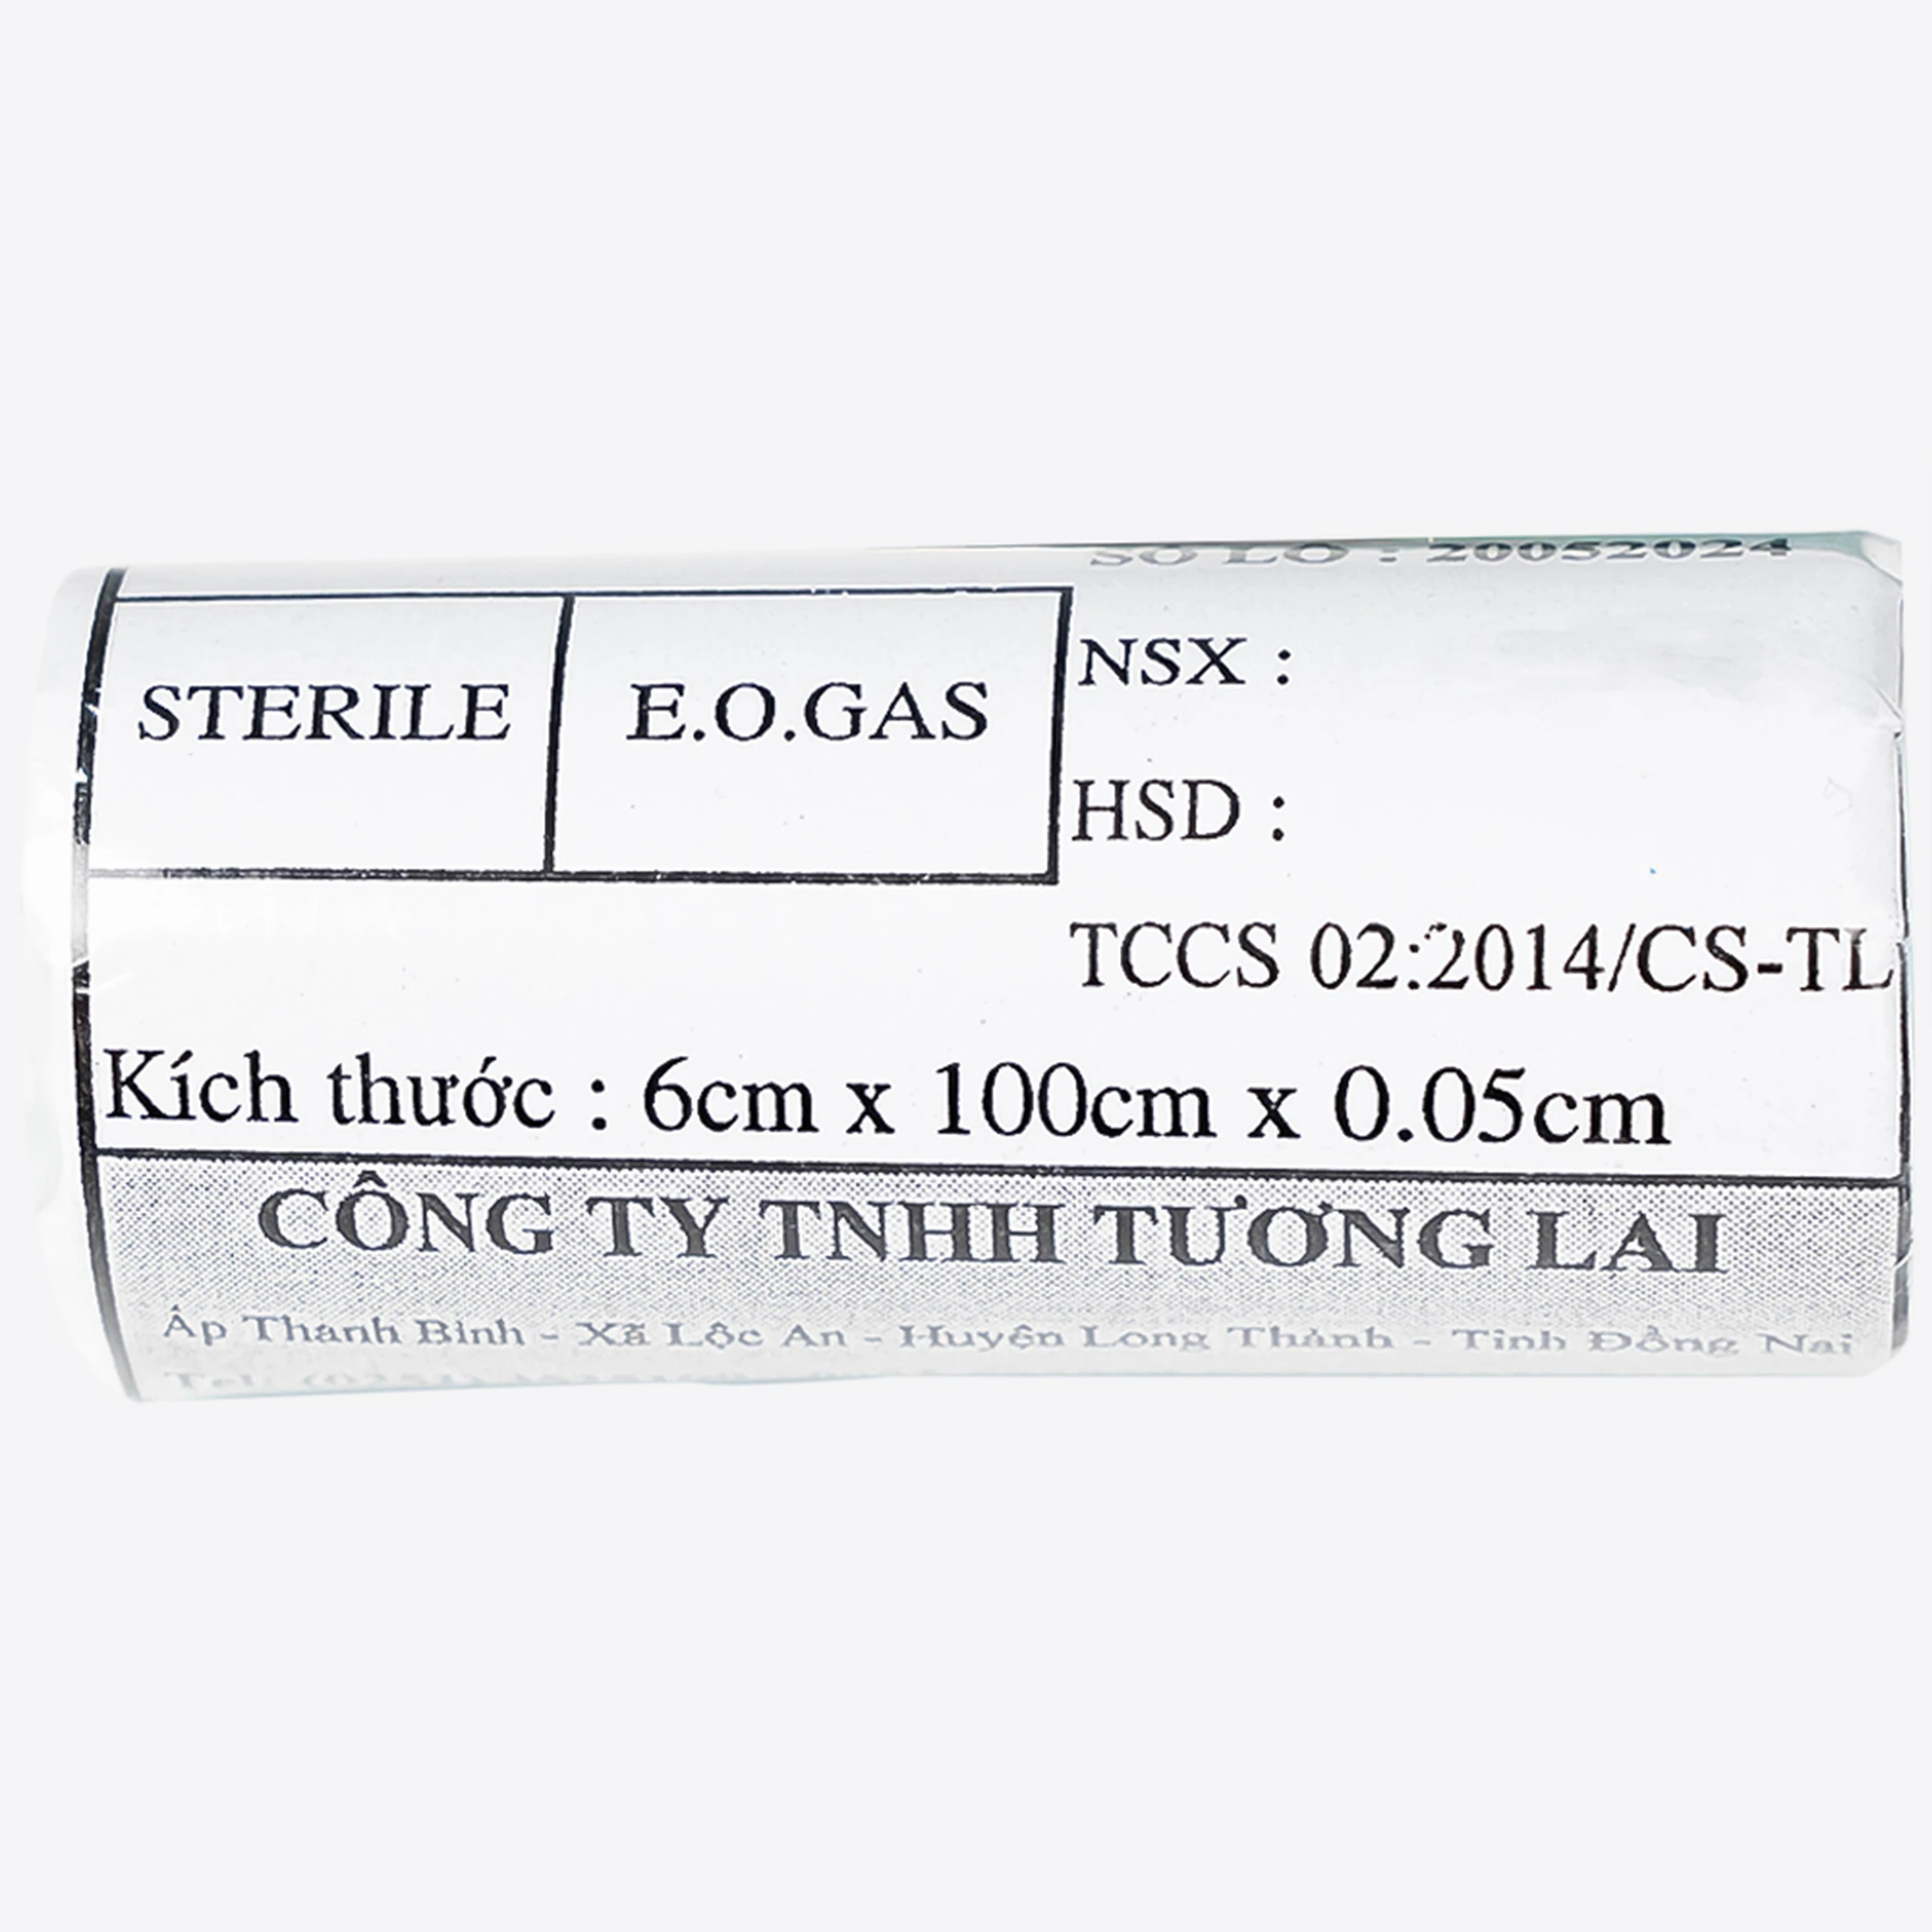 SỐ LÔ : 20052024
STERILE E.O.GAS
NSX :
HSD :
TCCS 02:2014/CS-TL
Kích thước : 6cm x 100cm x 0.05cm
CÔNG TY TNHH TƯƠNG LAI
Ấp Thanh Bình - Xã Lộc An - Huyện Long Thành - Tỉnh Đồng Nai
Tel: